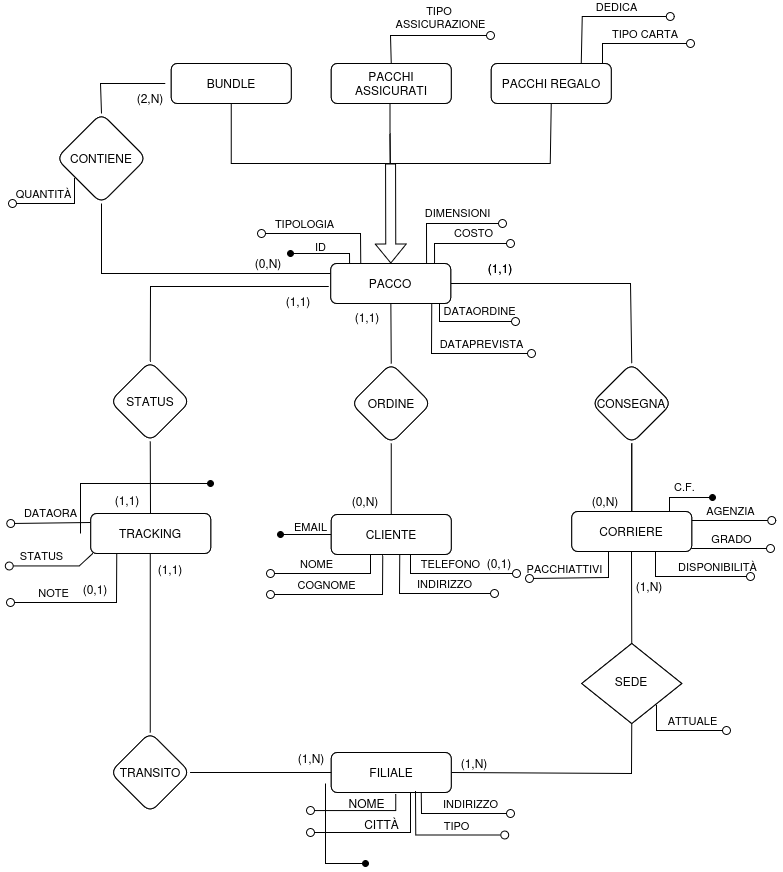 DEDICA
TIPO
ASSICURAZIONE
TIPO CARTA
BUNDLE
PACCHI
ASSICURATI
PACCHI REGALO
(2,N)
CONTIENE
QUANTITÀ
DIMENSIONI
TIPOLOGIA
COSTO
ID
(0,N)
(1,1)
PACCO
(1,1)
(1,1)
DATAORDINE
DATAPREVISTA
STATUS
ORDINE
CONSEGNA
C.F.
(1,1)
(0,N)
(0,N)
DATAORA
AGENZIA
TRACKING
EMAIL
CLIENTE
CORRIERE
GRADO
STATUS
(1,1)
NOME
TELEFONO (0,1)
PACCHIATTIVI
DISPONIBILITÀ
NOTE (0,1)
COGNOME
INDIRIZZO
(1,N)
SEDE
ATTUALE
(1,N)
(1,N)
TRANSITO
FILIALE
NOME
INDIRIZZO
CITTÀ
TIPO